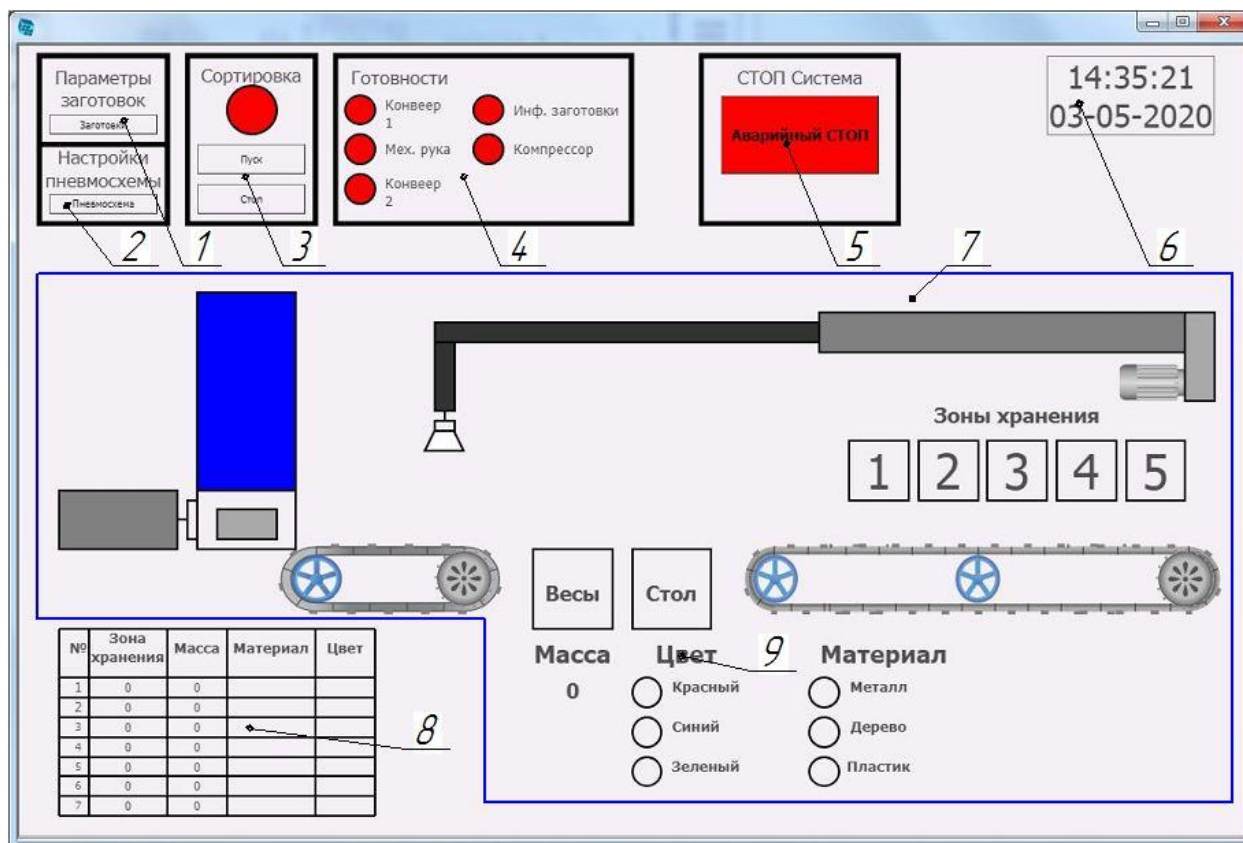 Параметры
заготовок
Заготовки
Настройки
пневмосхемы
Пневмосхема
Сортировка
Пуск
Стоп
Готовности
Конвеер
1
Мех. рука
Конвеер
2
Инф. заготовки
Компрессор
СТОП Система
Аварийный СТОП
14:35:21
03-05-2020
2 1 3 4 5 7 6
Зоны хранения
1 2 3 4 5
Весы Стол
№ Зона хранения Масса Материал Цвет
1 0 0
2 0 0
3 0 0
4 0 0
5 0 0
6 0 0
7 0 0
8
Масса Цвет 9 Материал
0 Красный Металл
Синий Дерево
Зеленый Пластик